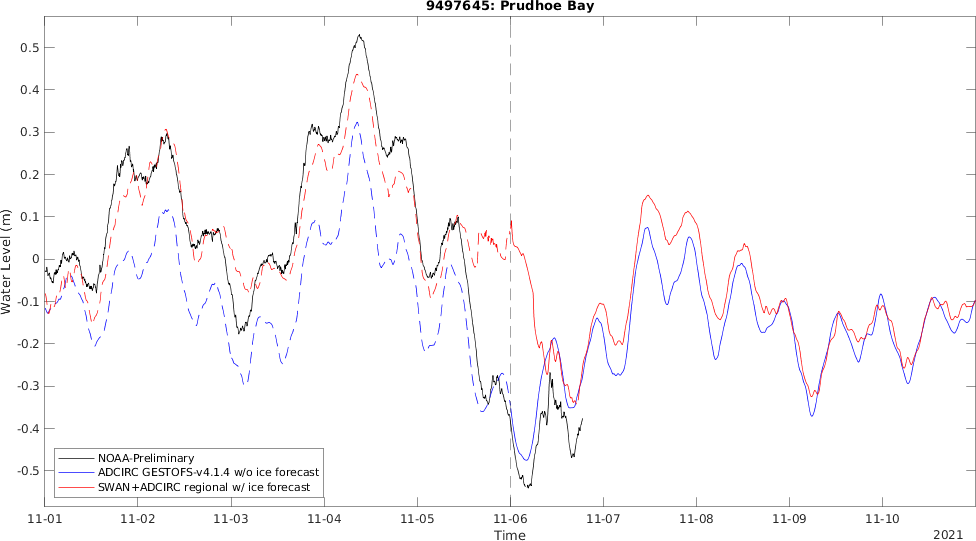 9497645: Prudhoe Bay
Water Level (m)
0.5
0.4
0.3
0.2
0.1
0
-0.1
-0.2
-0.3
-0.4
-0.5
NOAA-Preliminary
ADCIRC GESTOFS-v4.1.4 w/o ice forecast
SWAN+ADCIRC regional w/ ice forecast
11-01 11-02 11-03 11-04 11-05 11-06 11-07 11-08 11-09 11-10
Time
2021